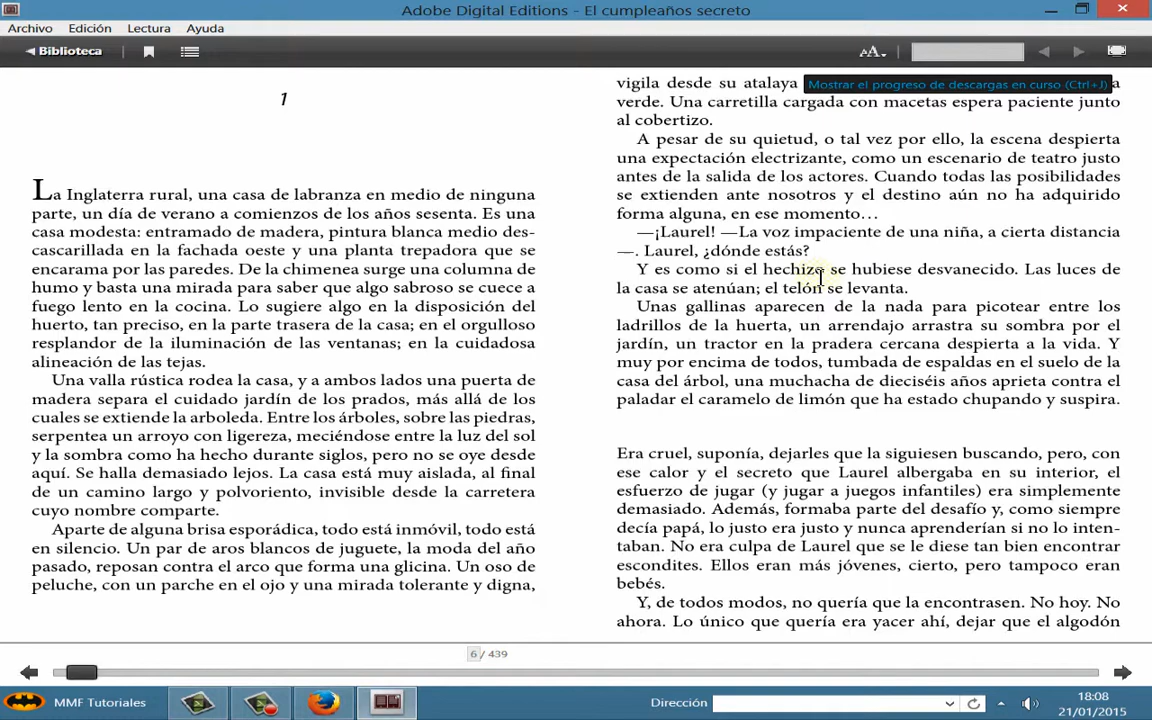 Adobe Digital Editions - El cumpleaños secreto
Archivo Edición Lectura Ayuda
Biblioteca
AA
1
La Inglaterra rural, una casa de labranza en medio de ninguna
parte, un día de verano a comienzos de los años sesenta. Es una
casa modesta: entramado de madera, pintura blanca medio des-
cascarillada en la fachada oeste y una planta trepadora que se
encarama por las paredes. De la chimenea surge una columna de
humo y basta una mirada para saber que algo sabroso se cuece a
fuego lento en la cocina. Lo sugiere algo en la disposición del
huerto, tan preciso, en la parte trasera de la casa; en el orgulloso
resplandor de la iluminación de las ventanas; en la cuidadosa
alineación de las tejas.
Una valla rústica rodea la casa, y a ambos lados una puerta de
madera separa el cuidado jardín de los prados, más allá de los
cuales se extiende la arboleda. Entre los árboles, sobre las piedras,
serpentea un arroyo con ligereza, meciéndose entre la luz del sol
y la sombra como ha hecho durante siglos, pero no se oye desde
aquí. Se halla demasiado lejos. La casa está muy aislada, al final
de un camino largo y polvoriento, invisible desde la carretera
cuyo nombre comparte.
Aparte de alguna brisa esporádica, todo está inmóvil, todo está
en silencio. Un par de aros blancos de juguete, la moda del año
pasado, reposan contra el arco que forma una glicina. Un oso de
peluche, con un parche en el ojo y una mirada tolerante y digna,
vigila desde su atalaya
Mostrar el progreso de descargas en curso (Ctrl+J)
a
verde. Una carretilla cargada con macetas espera paciente junto
al cobertizo.
A pesar de su quietud, o tal vez por ello, la escena despierta
una expectación electrizante, como un escenario de teatro justo
antes de la salida de los actores. Cuando todas las posibilidades
se extienden ante nosotros y el destino aún no ha adquirido
forma alguna, en ese momento…
—¡Laurel! —La voz impaciente de una niña, a cierta distancia
—. Laurel, ¿dónde estás?
Y es como si el hechizo se hubiese desvanecido. Las luces de
la casa se atenúan; el telón se levanta.
Unas gallinas aparecen de la nada para picotear entre los
ladrillos de la huerta, un arrendajo arrastra su sombra por el
jardín, un tractor en la pradera cercana despierta a la vida. Y
muy por encima de todos, tumbada de espaldas en el suelo de la
casa del árbol, una muchacha de dieciséis años aprieta contra el
paladar el caramelo de limón que ha estado chupando y suspira.
Era cruel, suponía, dejarles que la siguiesen buscando, pero, con
ese calor y el secreto que Laurel albergaba en su interior, el
esfuerzo de jugar (y jugar a juegos infantiles) era simplemente
demasiado. Además, formaba parte del desafío y, como siempre
decía papá, lo justo era justo y nunca aprenderían si no lo inten-
taban. No era culpa de Laurel que se le diese tan bien encontrar
escondites. Ellos eran más jóvenes, cierto, pero tampoco eran
bebés.
Y, de todos modos, no quería que la encontrasen. No hoy. No
ahora. Lo único que quería era yacer ahí, dejar que el algodón
6 / 439
MMF Tutoriales
Dirección
18:08
21/01/2015